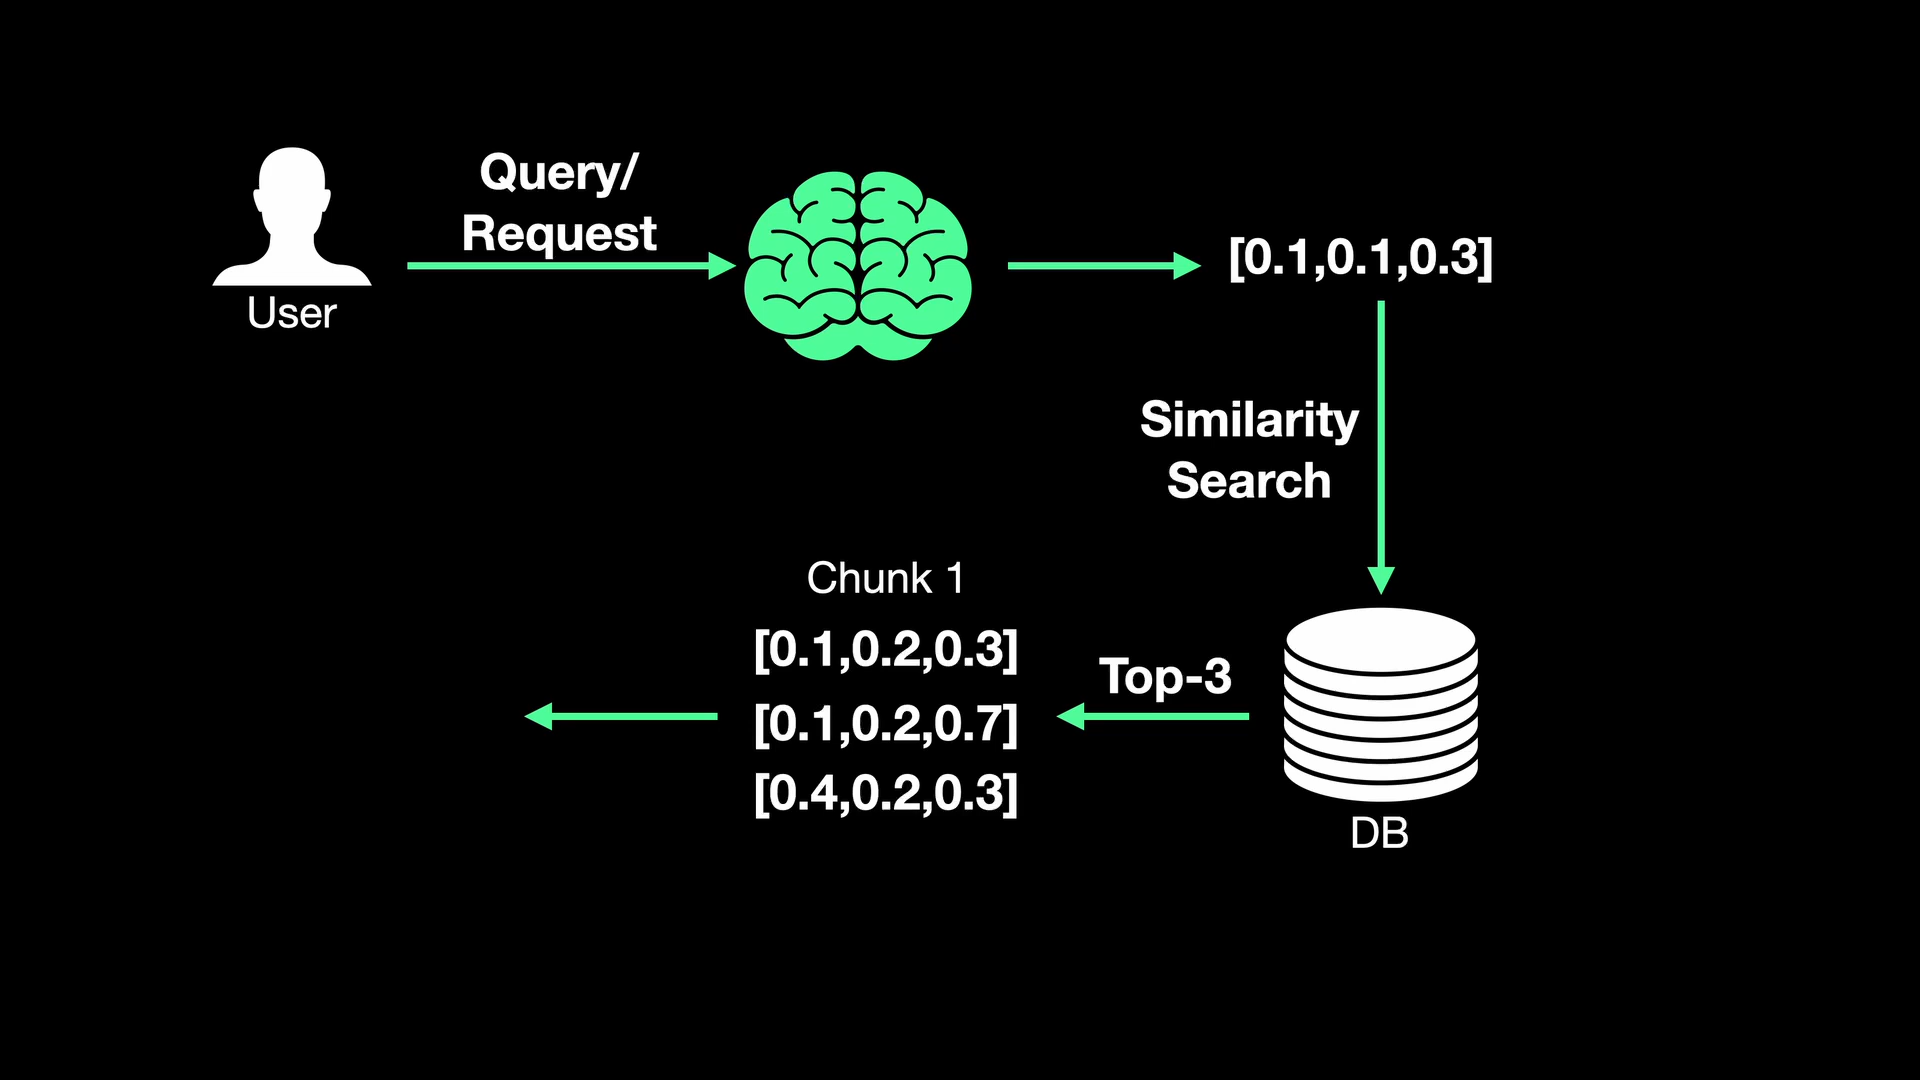 Query/
Request
User
[0.1,0.1,0.3]
Similarity
Search
Chunk 1
[0.1,0.2,0.3]
[0.1,0.2,0.7]
[0.4,0.2,0.3]
Top-3
DB